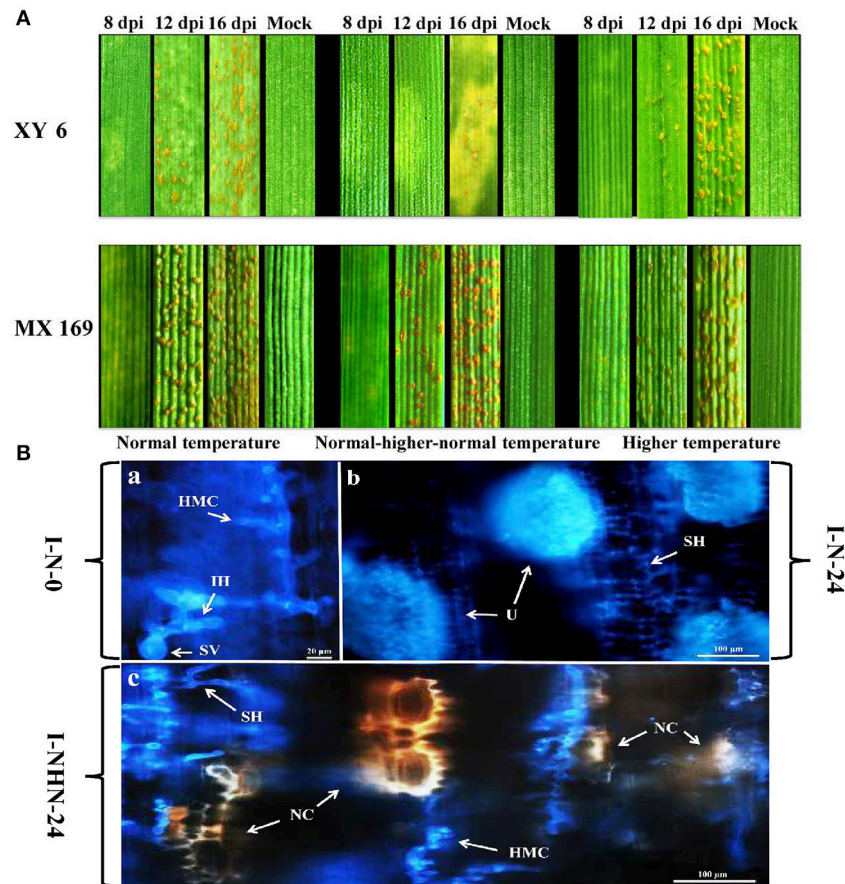 A
8 dpi 12 dpi 16 dpi Mock 8 dpi 12 dpi 16 dpi Mock 8 dpi 12 dpi Mock
16 dpi
XY 6
MX 169
Normal temperature Normal-higher-normal temperature Higher temperature
B
a
HMC
IH
SV
20 µm
I-N-0
b
SH
U
100 µm
I-N-24
c
SH
NC
NC
HMC
100 µm
I-NHN-24